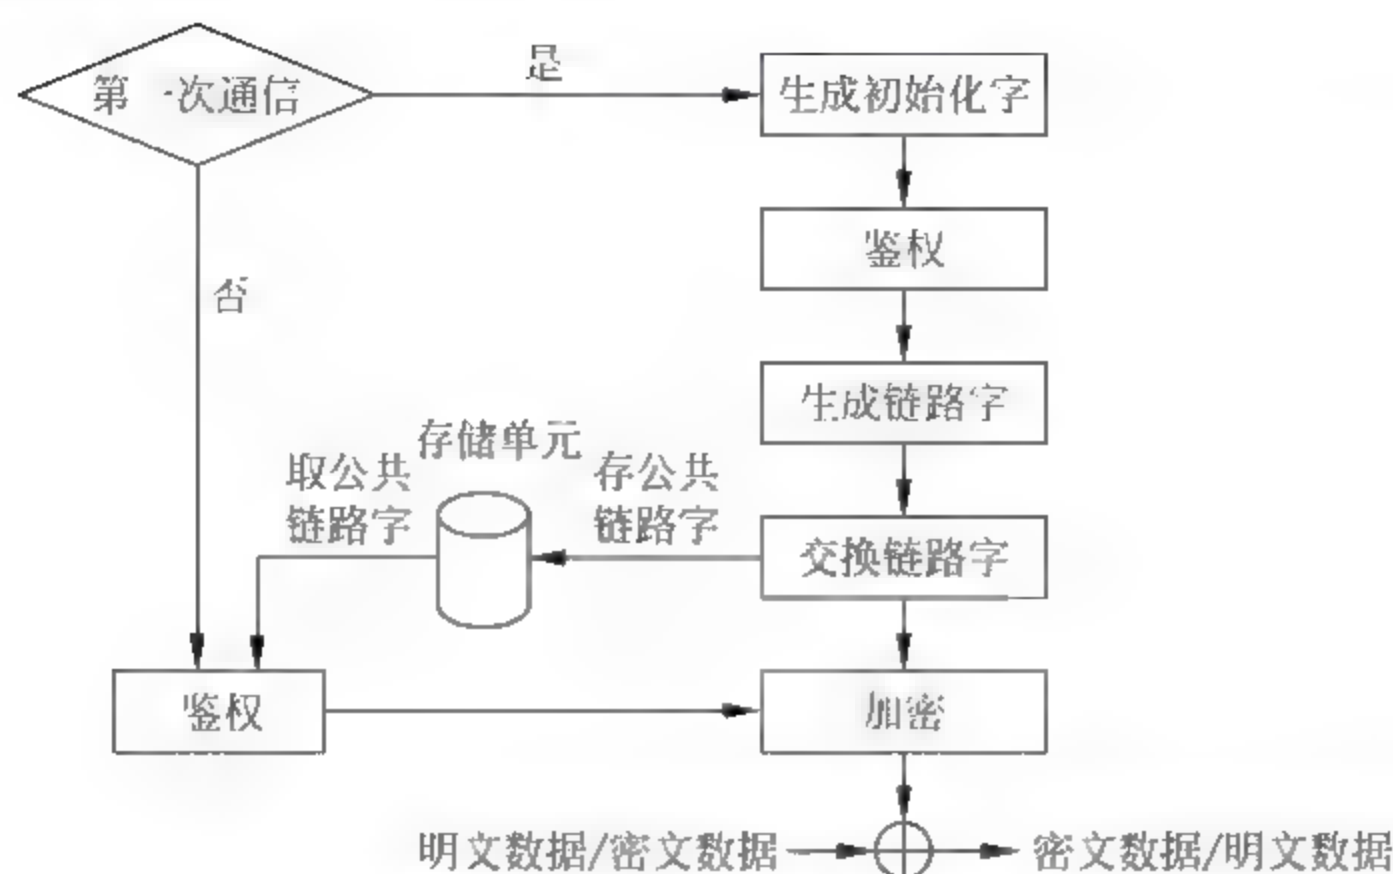 是
第一次通信
生成初始化字
鉴权
否
生成链路字
存储单元
取公共
链路字
存公共
链路字
交换链路字
鉴权
加密
明文数据/密文数据
密文数据/明文数据